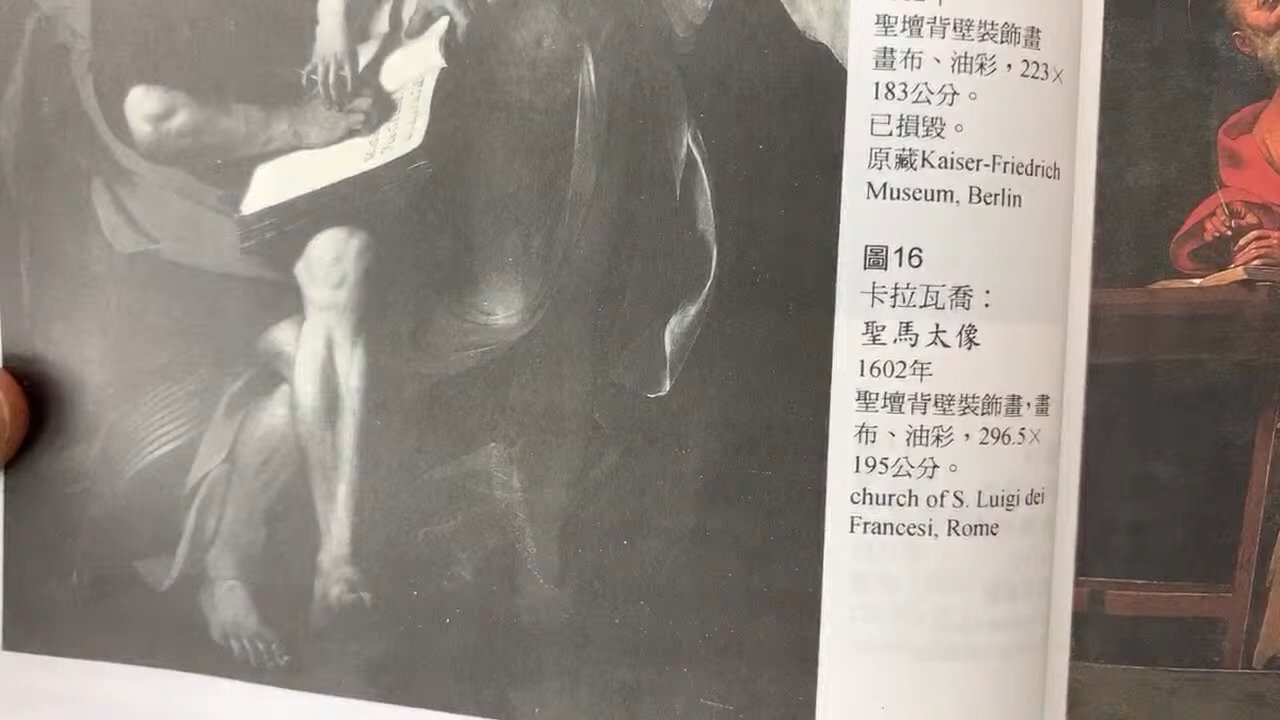 聖壇背壁裝飾畫
畫布、油彩，223×
183公分。
已損毀。
原藏Kaiser-Friedrich
Museum, Berlin
圖16
卡拉瓦喬：
聖馬太像
1602年
聖壇背壁裝飾畫，畫
布、油彩，296.5×
195公分。
church of S. Luigi dei
Francesi, Rome